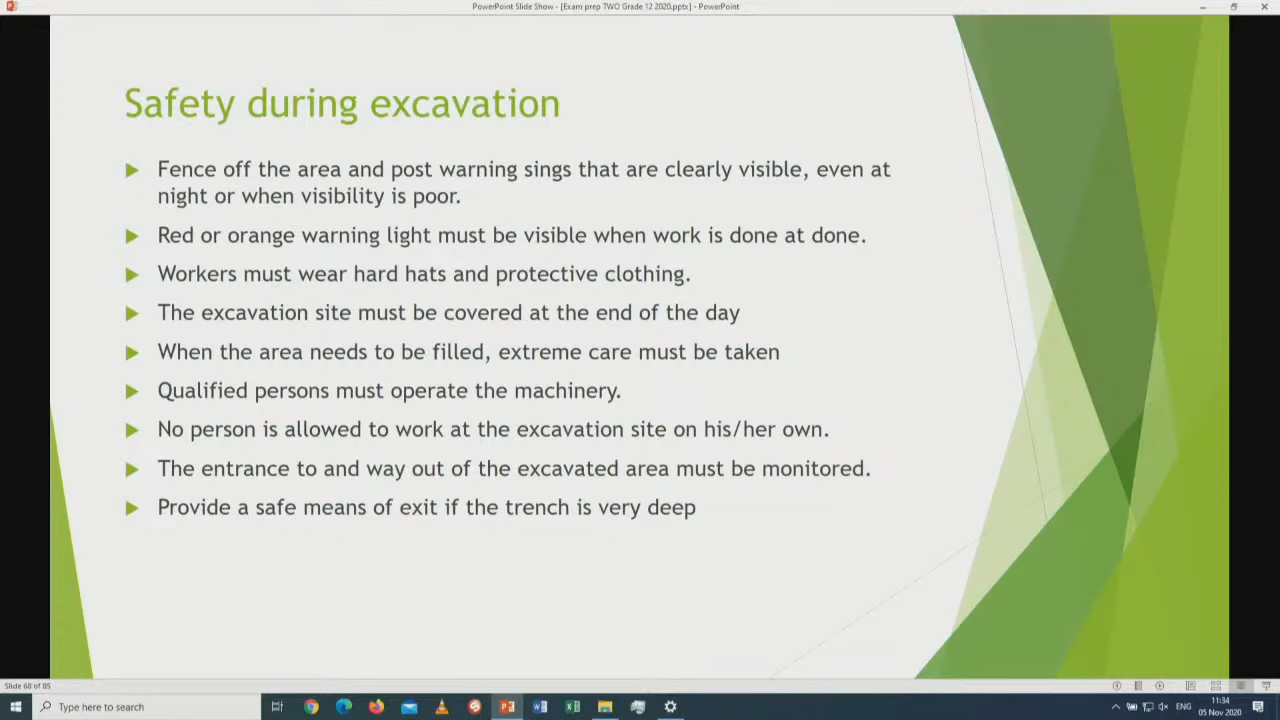 PowerPoint Slide Show - [Exam prep TWO Grade 12 2020.pptx] - PowerPoint
Safety during excavation
Fence off the area and post warning sings that are clearly visible, even at
night or when visibility is poor.
Red or orange warning light must be visible when work is done at done.
Workers must wear hard hats and protective clothing.
The excavation site must be covered at the end of the day
When the area needs to be filled, extreme care must be taken
Qualified persons must operate the machinery.
No person is allowed to work at the excavation site on his/her own.
The entrance to and way out of the excavated area must be monitored.
Provide a safe means of exit if the trench is very deep
Slide 60 of 85
Type here to search
ENG
11:34
05 Nov 2020